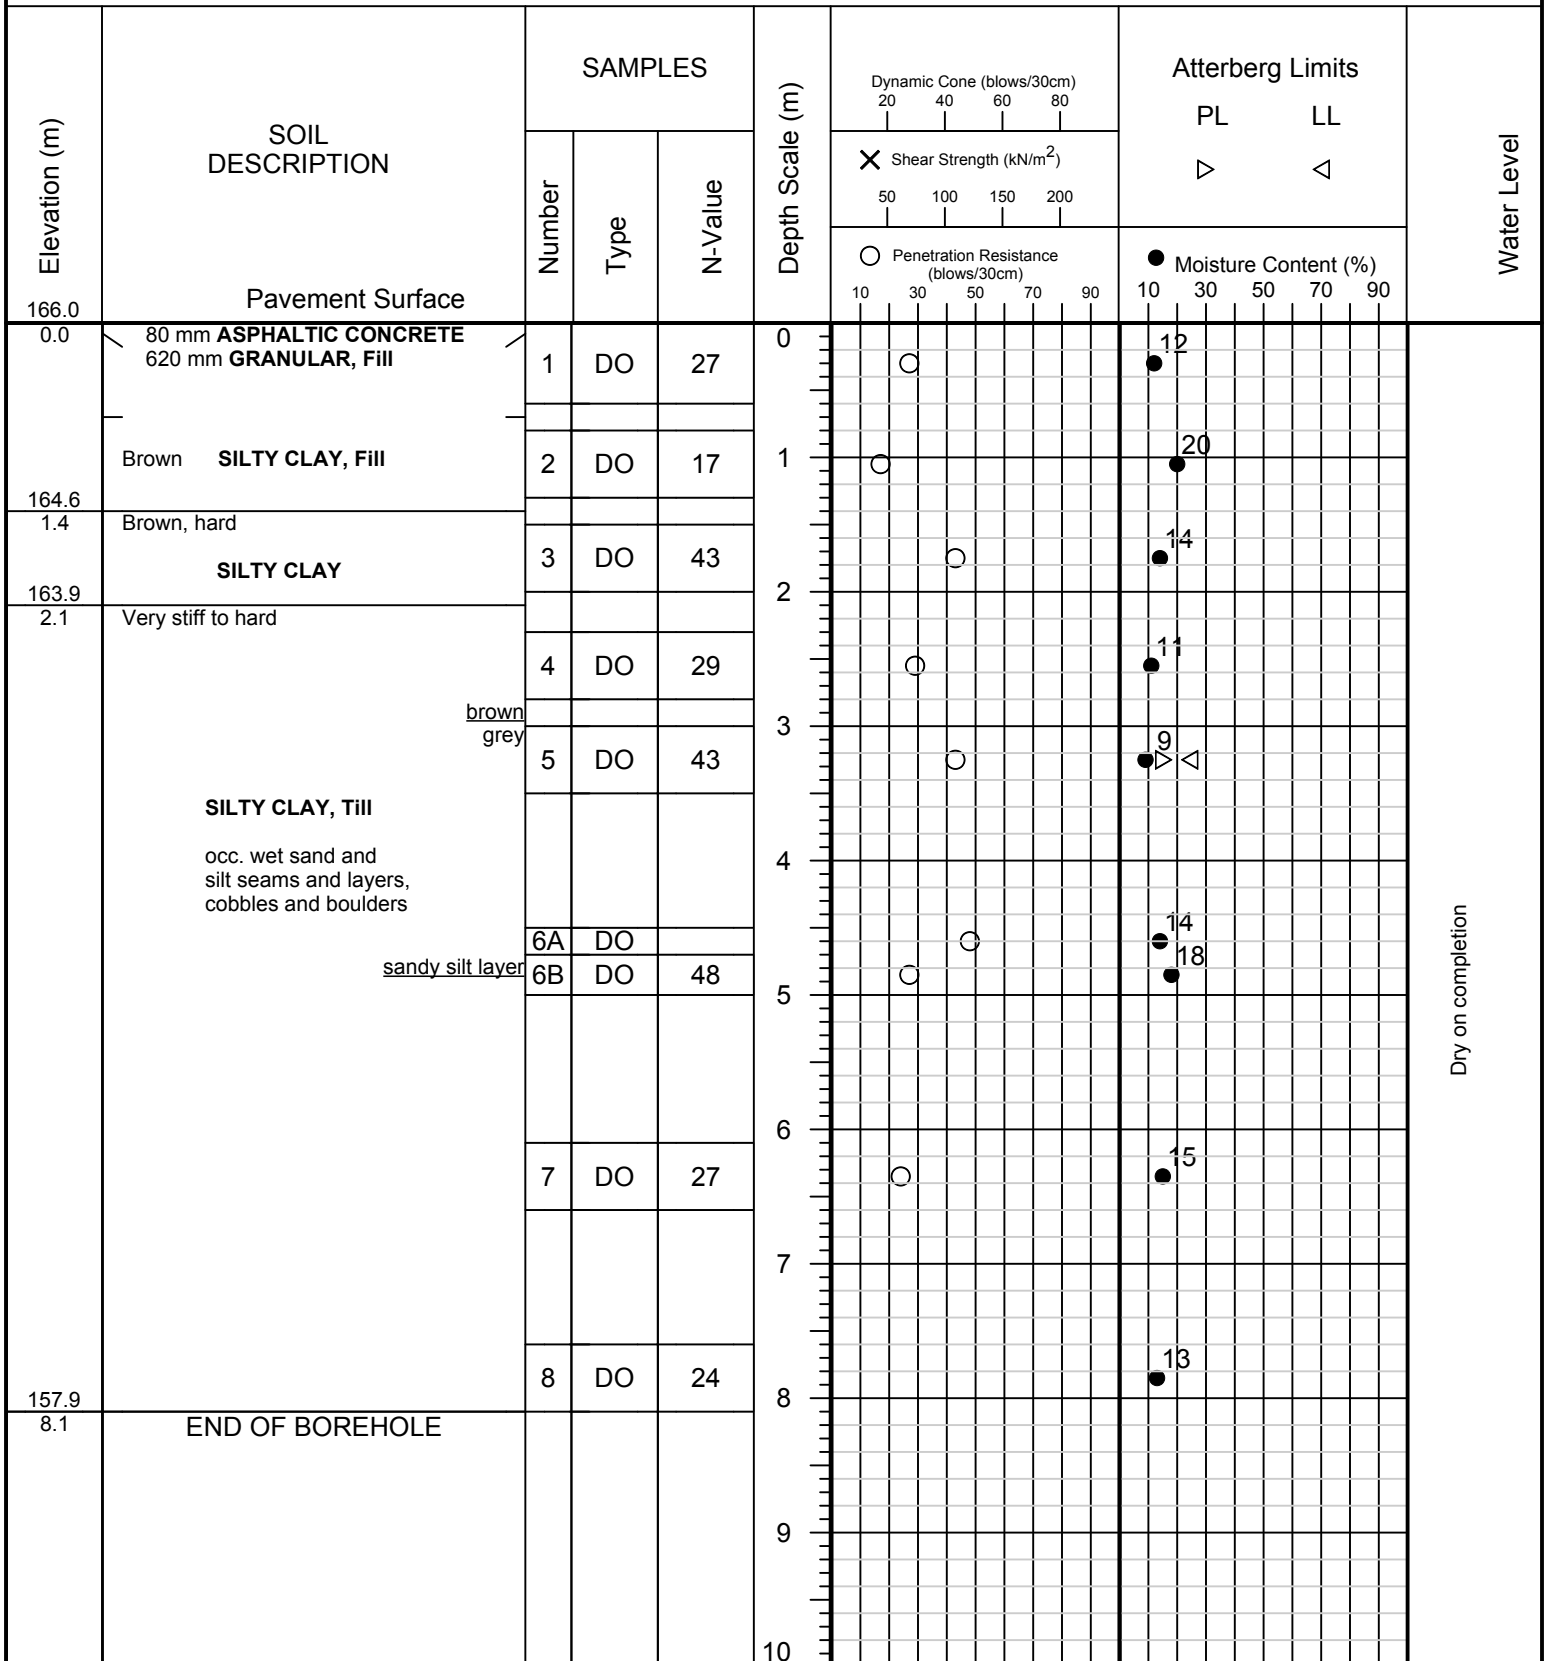 Elevation (m)
SOIL
DESCRIPTION
SAMPLES
Number
Type
N-Value
Depth Scale (m)
Dynamic Cone (blows/30cm)
20 40 60 80
Shear Strength (kN/m2)
50 100 150 200
Penetration Resistance
(blows/30cm)
10 30 50 70 90
Atterberg Limits
PL LL
Moisture Content (%)
10 30 50 70 90
Water Level
166.0
Pavement Surface
0.0
80 mm ASPHALTIC CONCRETE
620 mm GRANULAR, Fill
1 DO 27
0
12
Brown SILTY CLAY, Fill
2 DO 17
1
20
164.6
1.4
Brown, hard
SILTY CLAY
3 DO 43
14
163.9
2
2.1
Very stiff to hard
4 DO 29
11
brown
grey
3
5 DO 43
9
SILTY CLAY, Till
occ. wet sand and
silt seams and layers,
cobbles and boulders
4
6A DO
14
sandy silt layer
6B DO 48
18
5
Dry on completion
6
7 DO 27
15
7
8 DO 24
13
157.9
8
8.1
END OF BOREHOLE
9
10